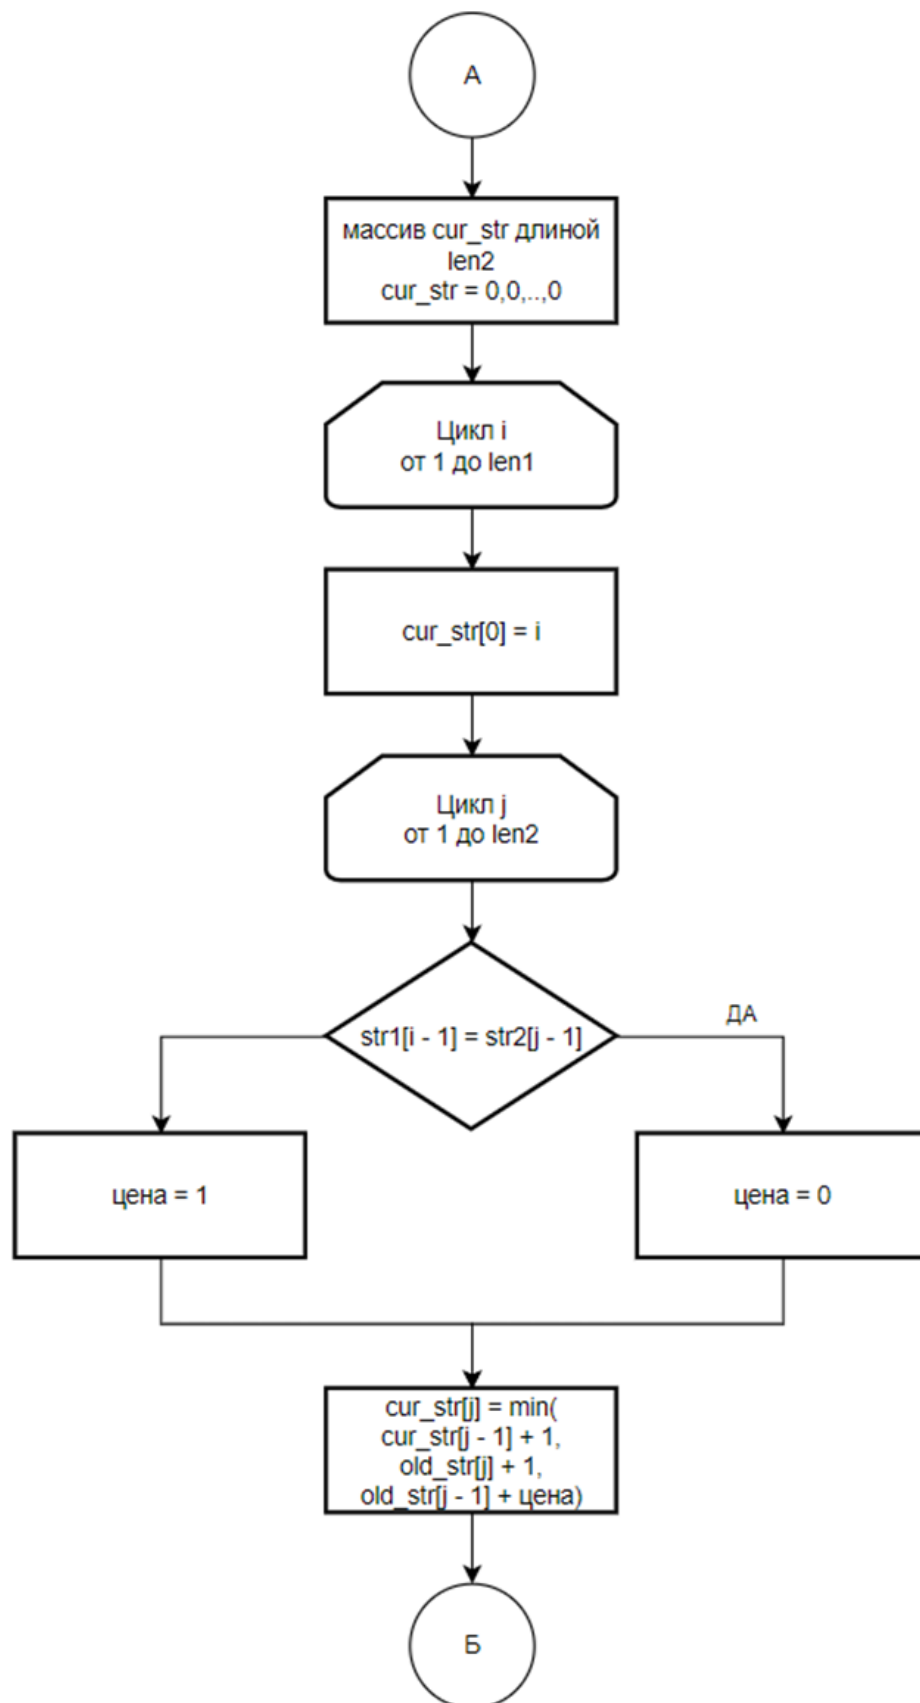 А
массив cur_str длиной
len2
cur_str = 0,0,..,0
Цикл i
от 1 до len1
cur_str[0] = i
Цикл j
от 1 до len2
str1[i - 1] = str2[j - 1]
ДА
цена = 1
цена = 0
cur_str[j] = min(
cur_str[j - 1] + 1,
old_str[j] + 1,
old_str[j - 1] + цена)
Б